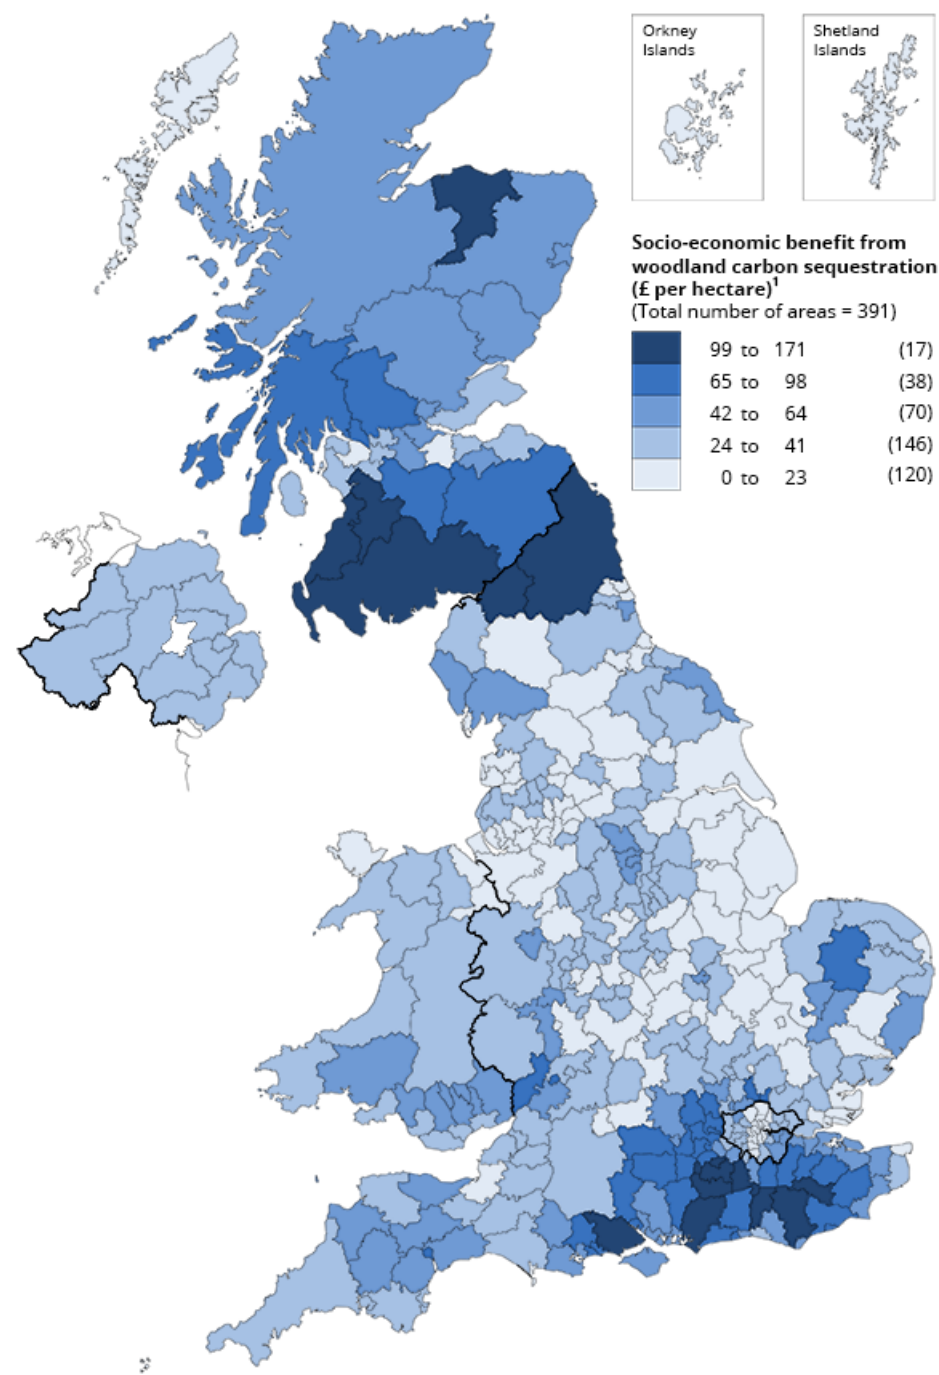 Orkney
Islands
Shetland
Islands
Socio-economic benefit from
woodland carbon sequestration
(£ per hectare)¹
(Total number of areas = 391)
99 to 171 (17)
65 to 98 (38)
42 to 64 (70)
24 to 41 (146)
0 to 23 (120)